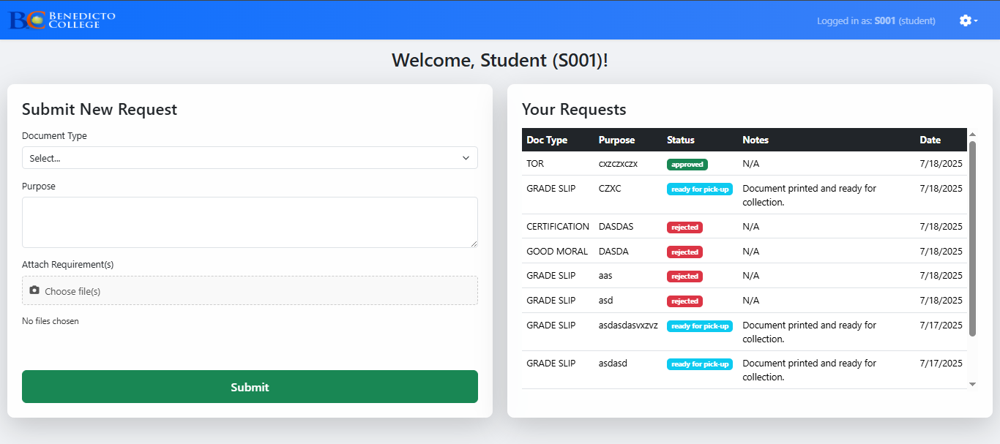 BC BENEDICTO COLLEGE
Logged in as: S001 (student)
Welcome, Student (S001)!
Submit New Request
Document Type
Select...
Purpose
Attach Requirement(s)
Choose file(s)
No files chosen
Submit
Your Requests
Doc Type Purpose Status Notes Date
TOR cxzczxczx approved N/A 7/18/2025
GRADE SLIP CZXC ready for pick-up Document printed and ready for collection. 7/18/2025
CERTIFICATION DASDAS rejected N/A 7/18/2025
GOOD MORAL DASDA rejected N/A 7/18/2025
GRADE SLIP aas rejected N/A 7/18/2025
GRADE SLIP asd rejected N/A 7/18/2025
GRADE SLIP asdasdasvxzvz ready for pick-up Document printed and ready for collection. 7/17/2025
GRADE SLIP asdasd ready for pick-up Document printed and ready for collection. 7/17/2025